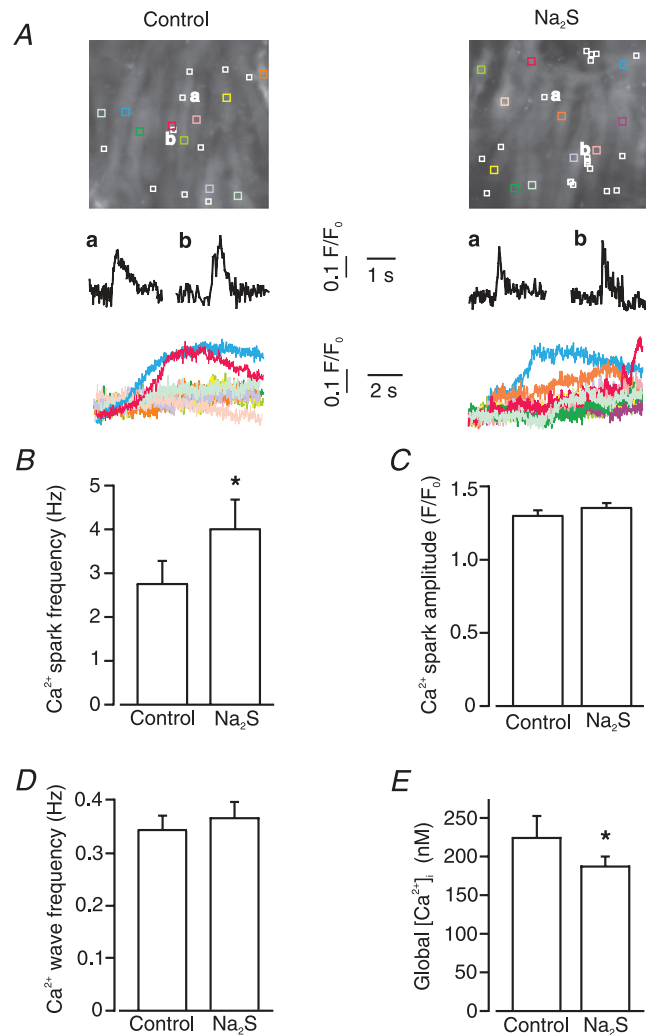 Control
Na₂S
A
a
b
a
b
a
b
0.1 F/F₀
1 s
a
b
0.1 F/F₀
2 s
B
Ca²⁺ spark frequency (Hz)
5
4
3
2
1
0
*
Control
Na₂S
C
Ca²⁺ spark amplitude (F/F₀)
1.5
1.0
0.5
0
Control
Na₂S
D
Ca²⁺ wave frequency (Hz)
0.4
0.3
0.2
0.1
0
Control
Na₂S
E
Global [Ca²⁺]ᵢ (nM)
250
200
150
100
50
0
*
Control
Na₂S